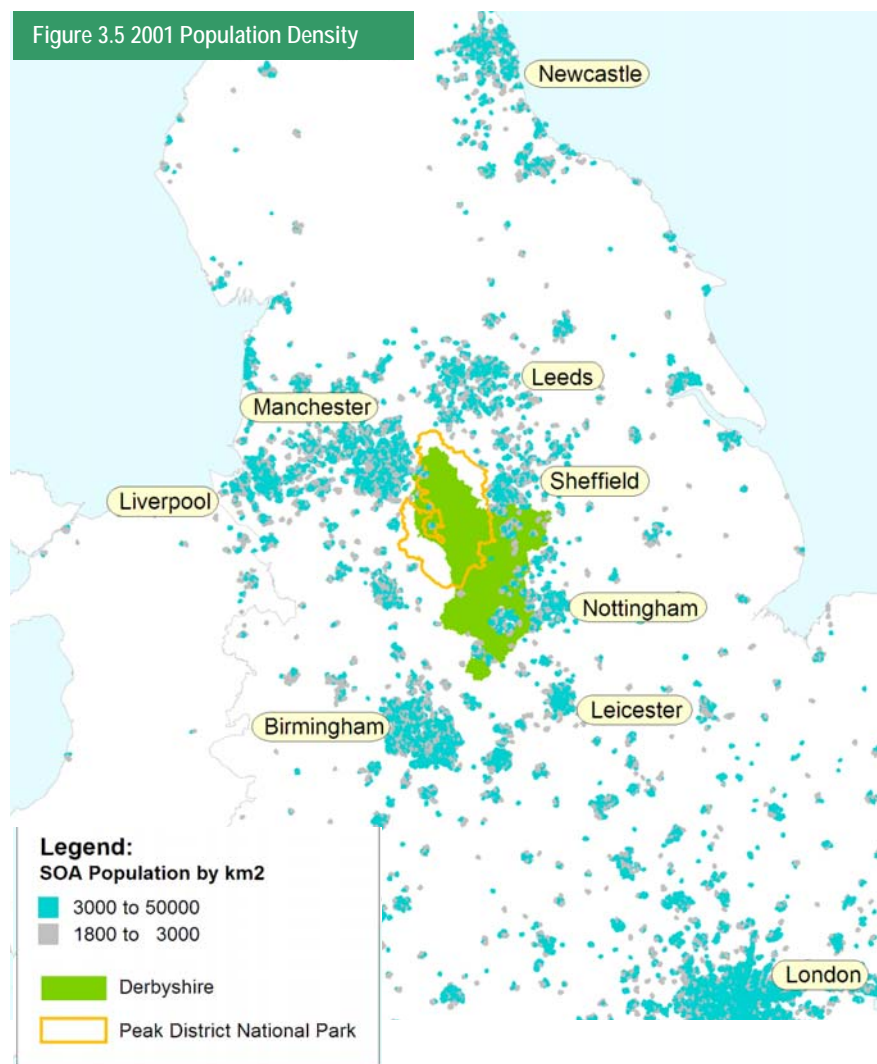 Figure 3.5 2001 Population Density
Newcastle
Leeds
Manchester
Sheffield
Liverpool
Nottingham
Leicester
Birmingham
Legend:
SOA Population by km2
3000 to 50000
1800 to 3000
Derbyshire
Peak District National Park
London